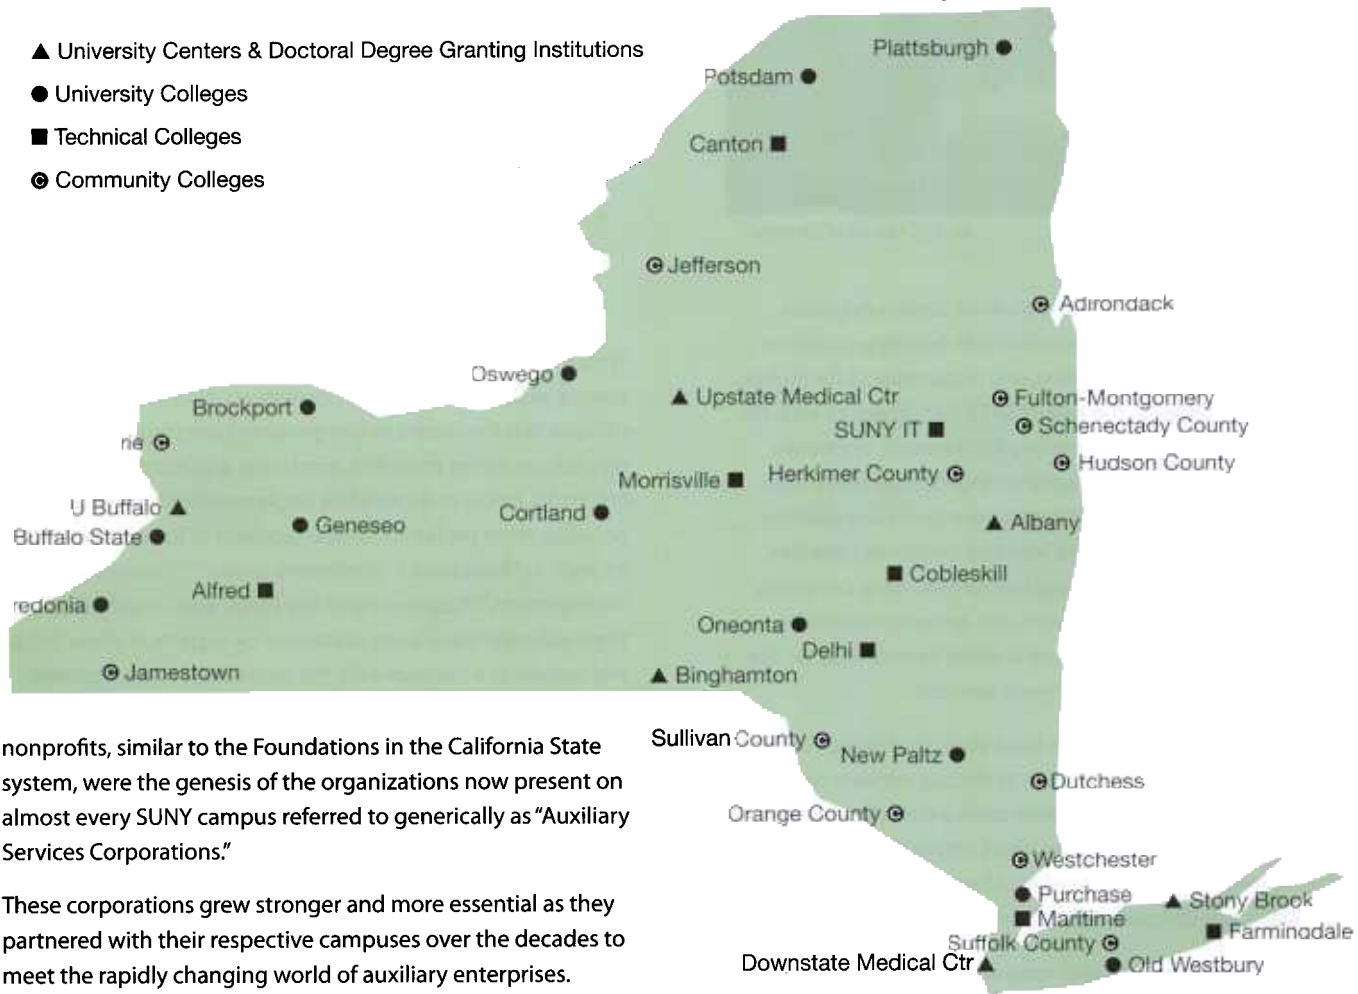 ▲ University Centers & Doctoral Degree Granting Institutions
● University Colleges
■ Technical Colleges
© Community Colleges
Plattsburgh
Potsdam
Canton
Jefferson
Adirondack
Oswego
Upstate Medical Ctr
Fulton-Montgomery
Brockport
Schenectady County
SUNY IT
rie
Hudson County
Herkimer County
Morrisville
U Buffalo
Cortland
Geneseo
Albany
Buffalo State
Cobleskill
Alfred
redonia
Oneonta
Delhi
Jamestown
Binghamton
Sullivan County
New Paltz
Dutchess
Orange County
Westchester
Purchase
Stony Brook
Maritime
Farmingdale
Suffolk County
Downstate Medical Ctr
Old Westbury
nonprofits, similar to the Foundations in the California State
system, were the genesis of the organizations now present on
almost every SUNY campus referred to generically as “Auxiliary
Services Corporations.”
These corporations grew stronger and more essential as they
partnered with their respective campuses over the decades to
meet the rapidly changing world of auxiliary enterprises.